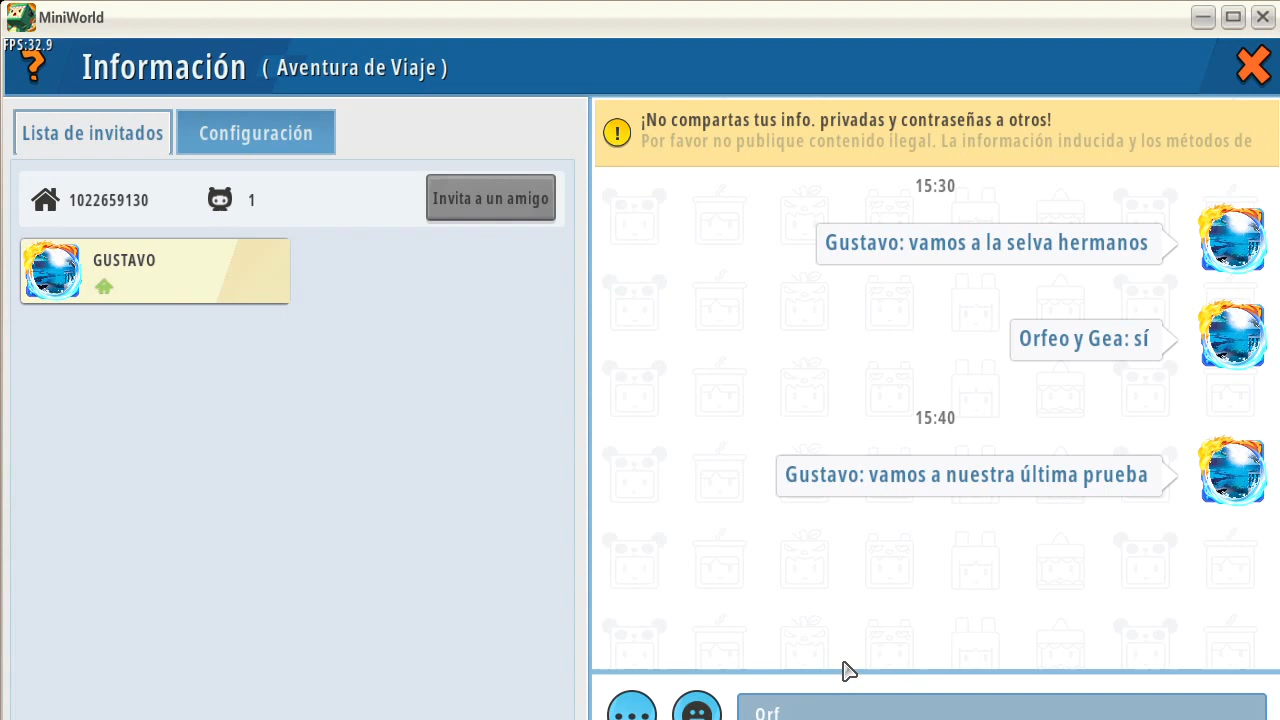 MiniWorld
FPS:32.9
Información ( Aventura de Viaje )
Lista de invitados
Configuración
1022659130
1
Invita a un amigo
GUSTAVO
¡No compartas tus info. privadas y contraseñas a otros!
Por favor no publique contenido ilegal. La información inducida y los métodos de
15:30
Gustavo: vamos a la selva hermanos
Orfeo y Gea: sí
15:40
Gustavo: vamos a nuestra última prueba
Orf